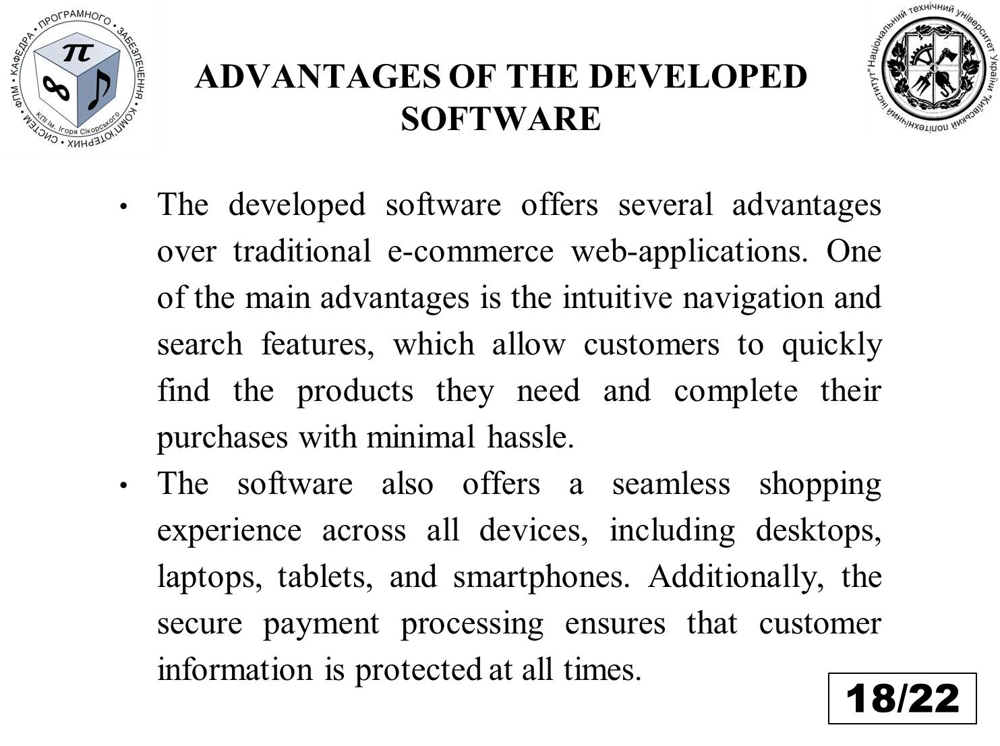 ФПМ • КАФЕДРА • ПРОГРАМНОГО • ЗАБЕЗПЕЧЕННЯ • КОМП'ЮТЕРНИХ • СИСТЕМ •
π
∞
КПІ ім. Ігоря Сікорського
Національний технічний університет України "Київський політехнічний інститут"
ADVANTAGES OF THE DEVELOPED
SOFTWARE
• The developed software offers several advantages
over traditional e-commerce web-applications. One
of the main advantages is the intuitive navigation and
search features, which allow customers to quickly
find the products they need and complete their
purchases with minimal hassle.
• The software also offers a seamless shopping
experience across all devices, including desktops,
laptops, tablets, and smartphones. Additionally, the
secure payment processing ensures that customer
information is protected at all times.
18/22